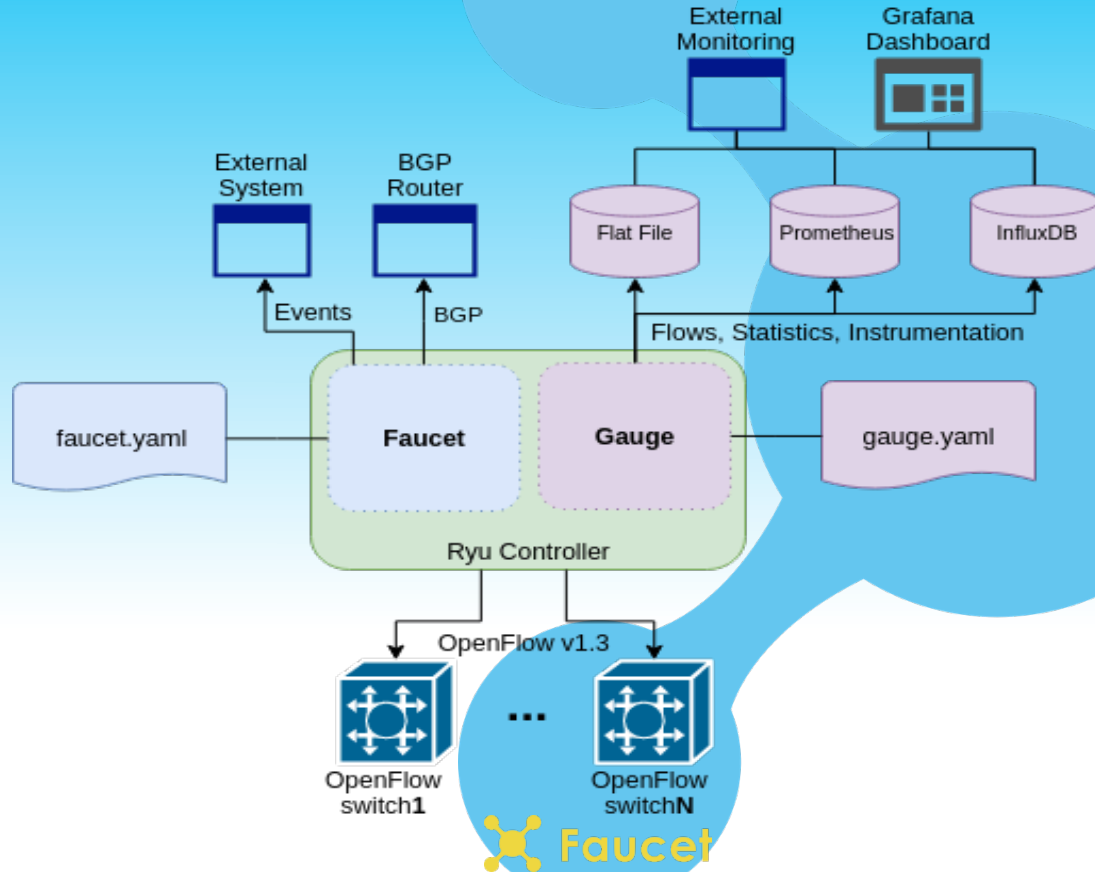 External
Monitoring
Grafana
Dashboard
External
System
BGP
Router
Flat File
Prometheus
InfluxDB
Events
BGP
Flows, Statistics, Instrumentation
faucet.yaml
Faucet
Gauge
gauge.yaml
Ryu Controller
OpenFlow v1.3
...
OpenFlow
switch1
OpenFlow
switchN
Faucet